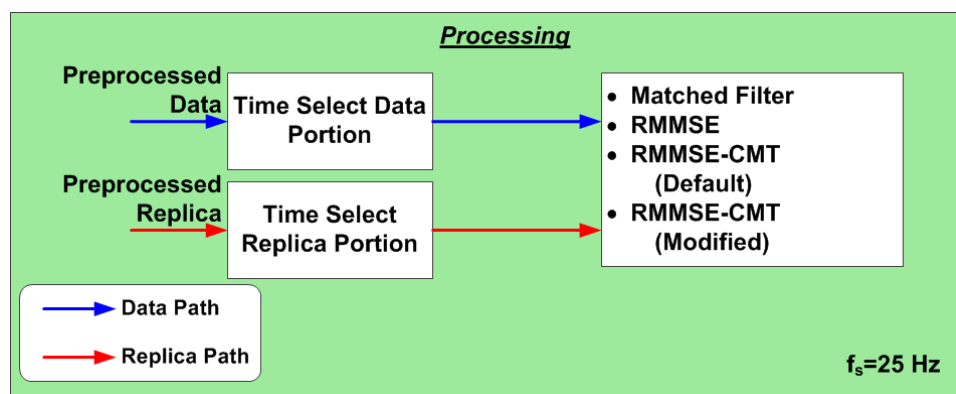 Processing
Preprocessed
Data
Time Select Data
Portion
Preprocessed
Replica
Time Select
Replica Portion
• Matched Filter
• RMMSE
• RMMSE-CMT
(Default)
• RMMSE-CMT
(Modified)
Data Path
Replica Path
fs=25 Hz